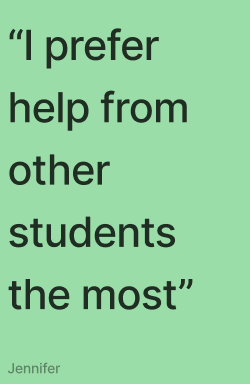 “I prefer
help from
other
students
the most”
Jennifer